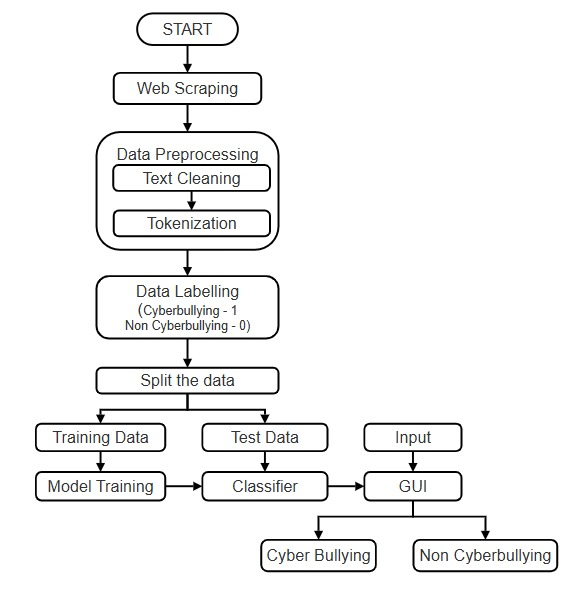 START
Web Scraping
Data Preprocessing
Text Cleaning
Tokenization
Data Labelling
(Cyberbullying - 1
Non Cyberbullying - 0)
Split the data
Training Data
Test Data
Input
Model Training
Classifier
GUI
Cyber Bullying
Non Cyberbullying